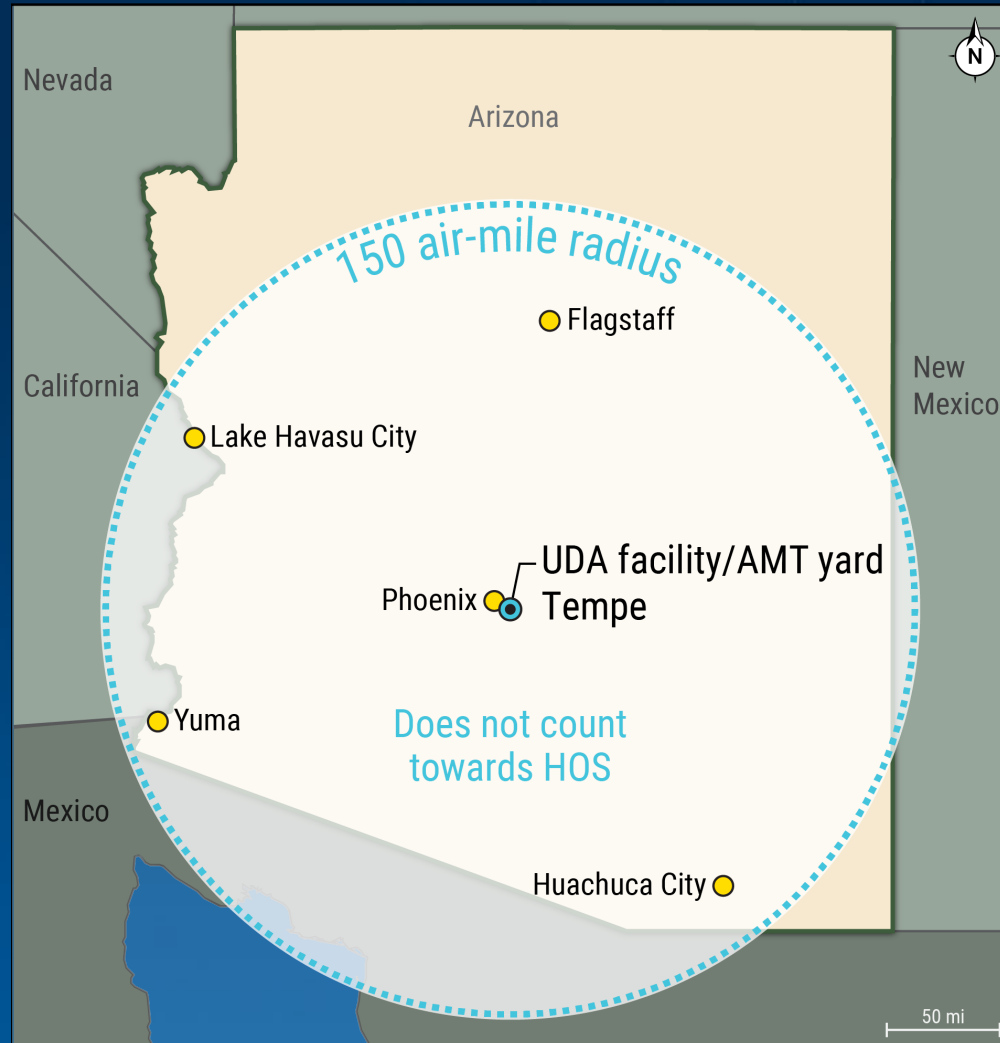 N
Nevada
Arizona
150 air-mile radius
Flagstaff
New
Mexico
California
Lake Havasu City
UDA facility/AMT yard
Tempe
Phoenix
Yuma
Does not count
towards HOS
Mexico
Huachuca City
50 mi